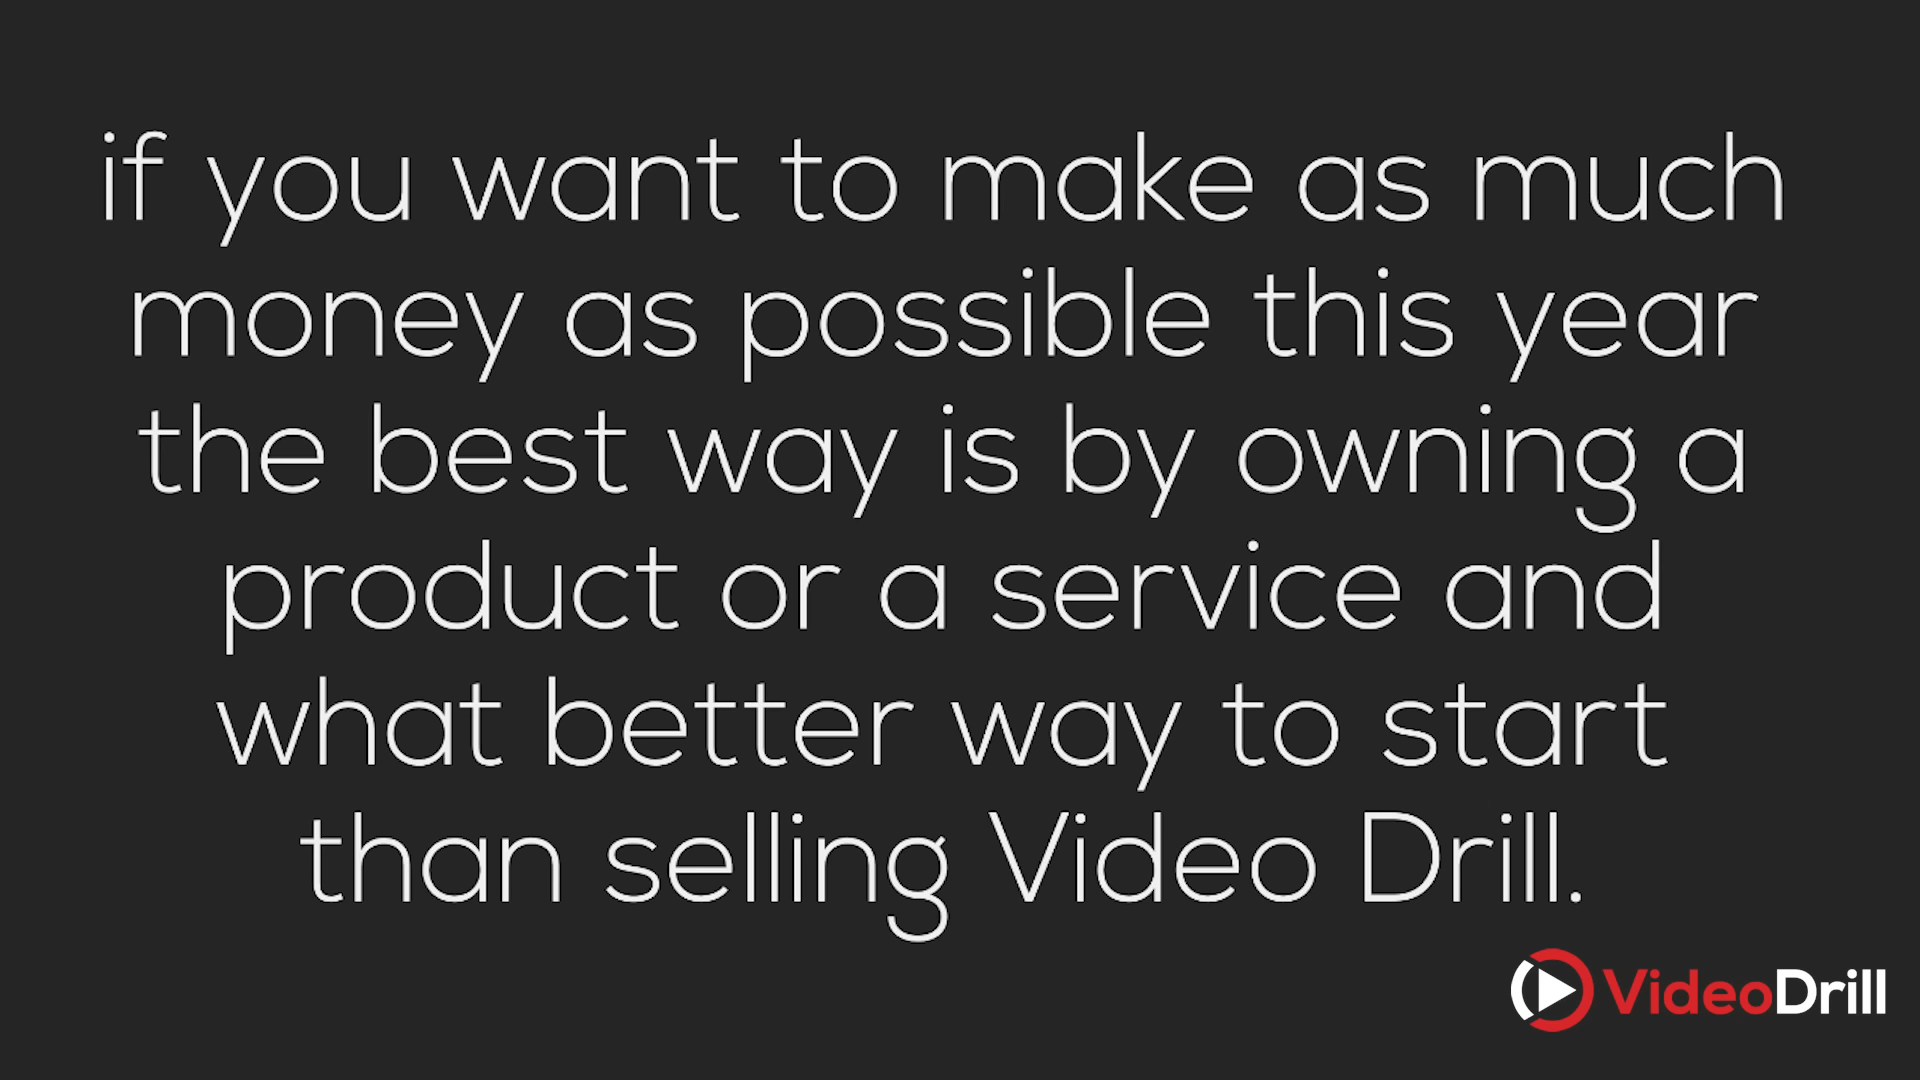 if you want to make as much
money as possible this year
the best way is by owning a
product or a service and
what better way to start
than selling Video Drill.
VideoDrill